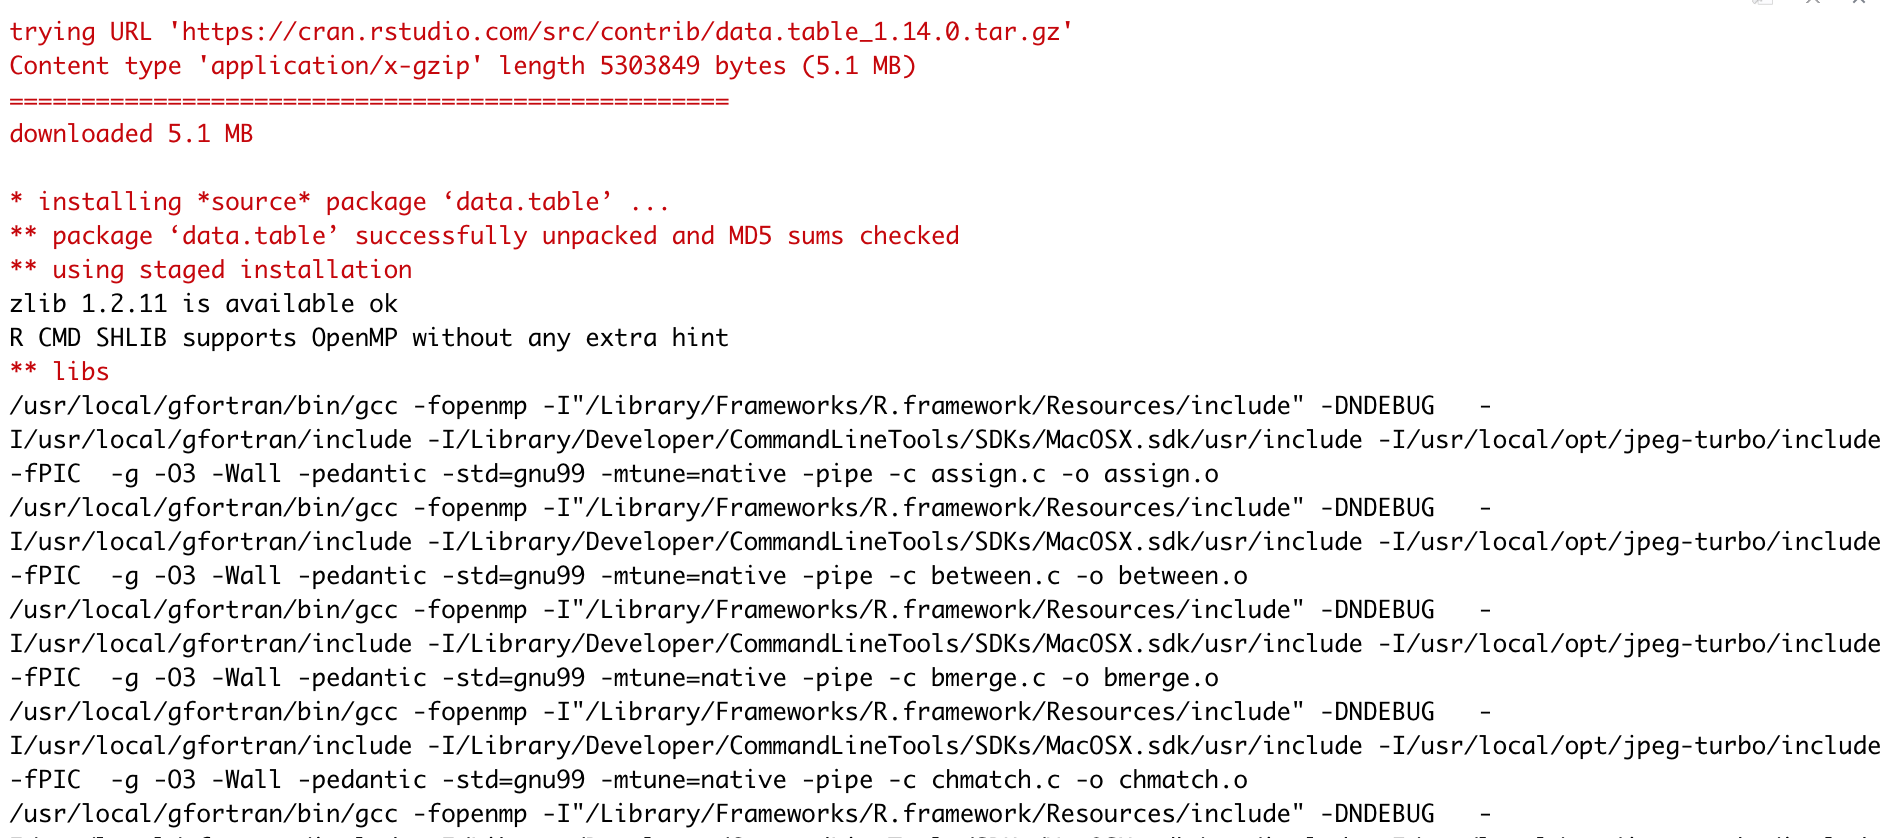 trying URL 'https://cran.rstudio.com/src/contrib/data.table_1.14.0.tar.gz'
Content type 'application/x-gzip' length 5303849 bytes (5.1 MB)
==================================================
downloaded 5.1 MB

* installing *source* package ‘data.table’ ...
** package ‘data.table’ successfully unpacked and MD5 sums checked
** using staged installation
zlib 1.2.11 is available ok
R CMD SHLIB supports OpenMP without any extra hint
** libs
/usr/local/gfortran/bin/gcc -fopenmp -I"/Library/Frameworks/R.framework/Resources/include" -DNDEBUG   -
I/usr/local/gfortran/include -I/Library/Developer/CommandLineTools/SDKs/MacOSX.sdk/usr/include -I/usr/local/opt/jpeg-turbo/include
-fPIC  -g -O3 -Wall -pedantic -std=gnu99 -mtune=native -pipe -c assign.c -o assign.o
/usr/local/gfortran/bin/gcc -fopenmp -I"/Library/Frameworks/R.framework/Resources/include" -DNDEBUG   -
I/usr/local/gfortran/include -I/Library/Developer/CommandLineTools/SDKs/MacOSX.sdk/usr/include -I/usr/local/opt/jpeg-turbo/include
-fPIC  -g -O3 -Wall -pedantic -std=gnu99 -mtune=native -pipe -c between.c -o between.o
/usr/local/gfortran/bin/gcc -fopenmp -I"/Library/Frameworks/R.framework/Resources/include" -DNDEBUG   -
I/usr/local/gfortran/include -I/Library/Developer/CommandLineTools/SDKs/MacOSX.sdk/usr/include -I/usr/local/opt/jpeg-turbo/include
-fPIC  -g -O3 -Wall -pedantic -std=gnu99 -mtune=native -pipe -c bmerge.c -o bmerge.o
/usr/local/gfortran/bin/gcc -fopenmp -I"/Library/Frameworks/R.framework/Resources/include" -DNDEBUG   -
I/usr/local/gfortran/include -I/Library/Developer/CommandLineTools/SDKs/MacOSX.sdk/usr/include -I/usr/local/opt/jpeg-turbo/include
-fPIC  -g -O3 -Wall -pedantic -std=gnu99 -mtune=native -pipe -c chmatch.c -o chmatch.o
/usr/local/gfortran/bin/gcc -fopenmp -I"/Library/Frameworks/R.framework/Resources/include" -DNDEBUG   -